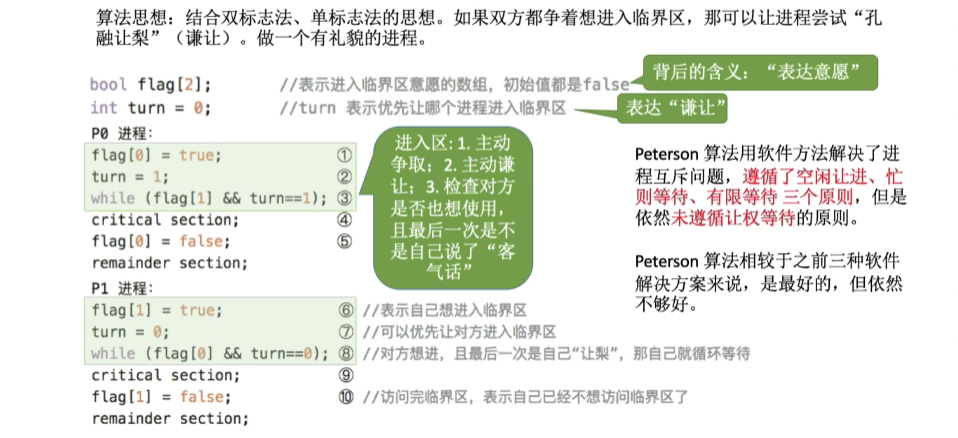 算法思想：结合双标志法、单标志法的思想。如果双方都争着想进入临界区，那可以让进程尝试“孔
融让梨”（谦让）。做一个有礼貌的进程。
bool flag[2]; //表示进入临界区意愿的数组，初始值都是false
背后的含义：“表达意愿”
int turn = 0; //turn 表示优先让哪个进程进入临界区
表达“谦让”
P0 进程:
flag[0] = true; ①
turn = 1; ②
while (flag[1] && turn==1); ③
critical section; ④
flag[0] = false; ⑤
remainder section;
进入区: 1. 主动
争取；2. 主动谦
让；3. 检查对方
是否也想使用，
且最后一次是不
是自己说了“客
气话”
P1 进程:
flag[1] = true; ⑥ //表示自己想进入临界区
turn = 0; ⑦ //可以优先让对方进入临界区
while (flag[0] && turn==0); ⑧ //对方想进，且最后一次是自己“让梨”，那自己就循环等待
critical section; ⑨
flag[1] = false; ⑩ //访问完临界区，表示自己已经不想访问临界区了
remainder section;
Peterson 算法用软件方法解决了进
程互斥问题，遵循了空闲让进、忙
则等待、有限等待 三个原则，但是
依然未遵循让权等待的原则。
Peterson 算法相较于之前三种软件
解决方案来说，是最好的，但依然
不够好。